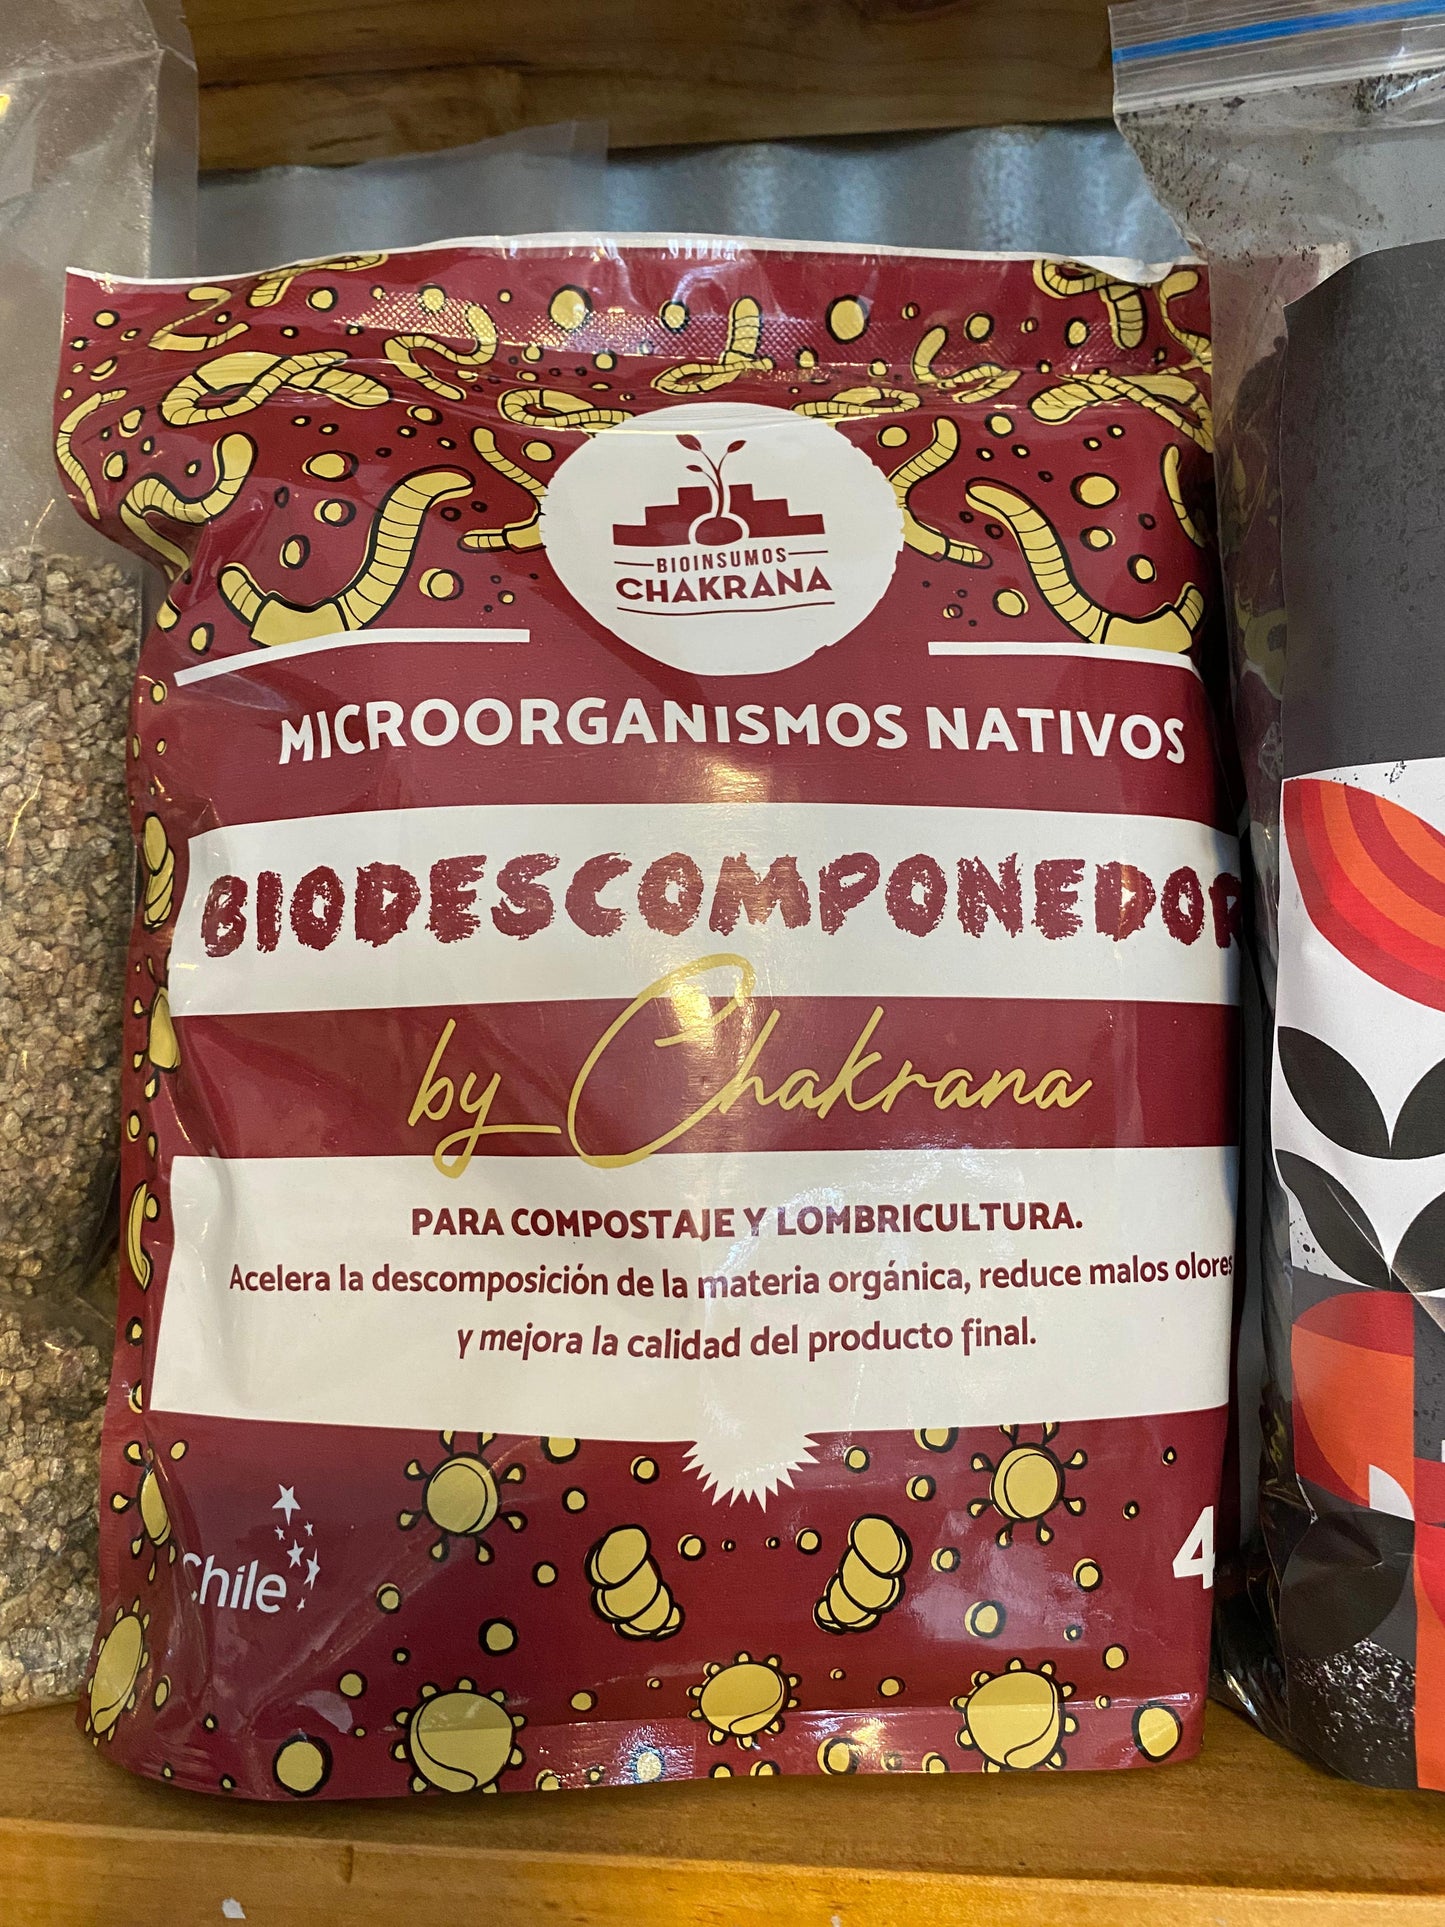 BIOINSUMOS
CHAKRANA
MICROORGANISMOS NATIVOS
BIODESCOMPONEDOR
by Chakrana
PARA COMPOSTAJE Y LOMBRICULTURA.
Acelera la descomposición de la materia orgánica, reduce malos olores
y mejora la calidad del producto final.
Chile
4